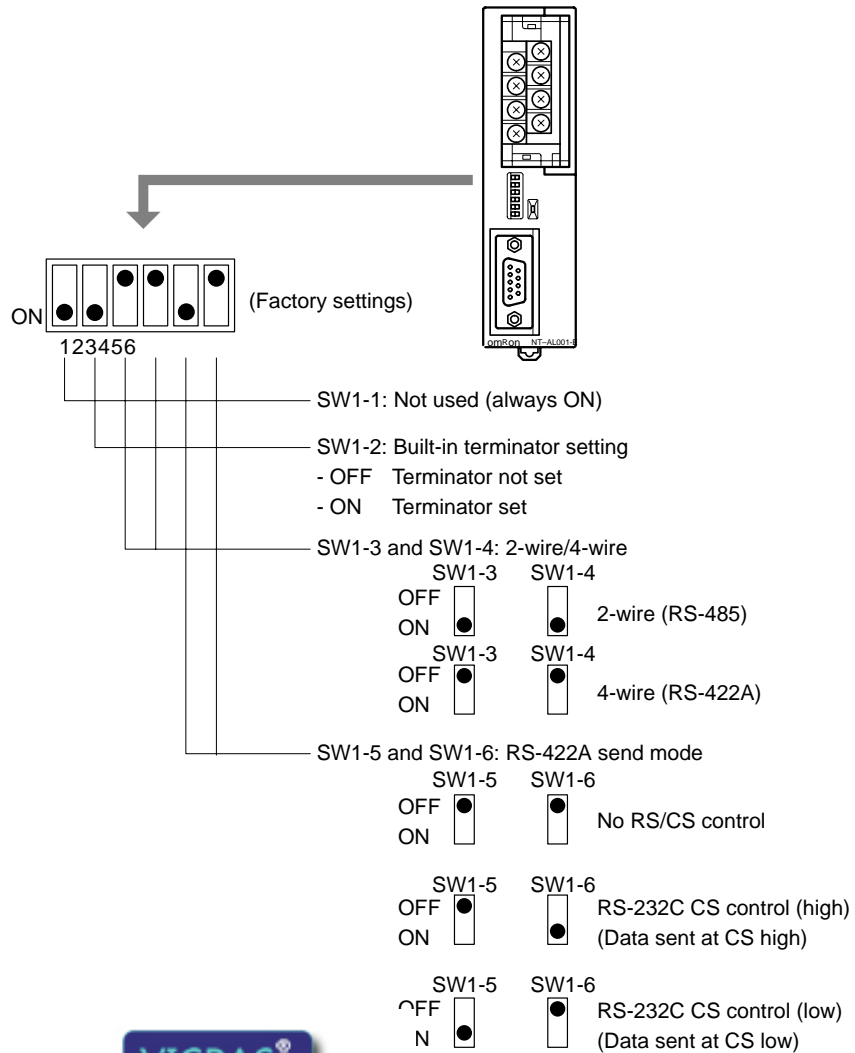 omRon NT–AL001-E
ON
(Factory settings)
123456
SW1-1: Not used (always ON)
SW1-2: Built-in terminator setting
- OFF Terminator not set
- ON Terminator set
SW1-3 and SW1-4: 2-wire/4-wire
SW1-3 SW1-4
OFF
ON
2-wire (RS-485)
SW1-3 SW1-4
OFF
ON
4-wire (RS-422A)
SW1-5 and SW1-6: RS-422A send mode
SW1-5 SW1-6
OFF
ON
No RS/CS control
SW1-5 SW1-6
OFF RS-232C CS control (high)
ON (Data sent at CS high)
SW1-5 SW1-6
OFF RS-232C CS control (low)
N (Data sent at CS low)